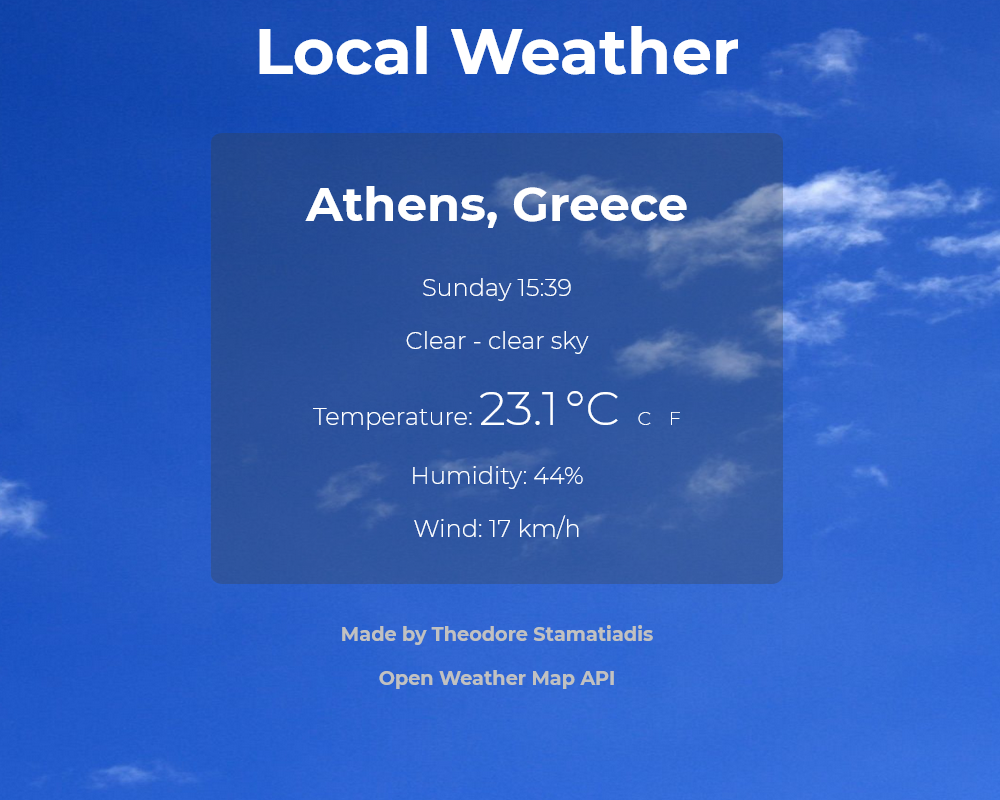 Local Weather
Athens, Greece
Sunday 15:39
Clear - clear sky
Temperature: 23.1 °C C F
Humidity: 44%
Wind: 17 km/h
Made by Theodore Stamatiadis
Open Weather Map API